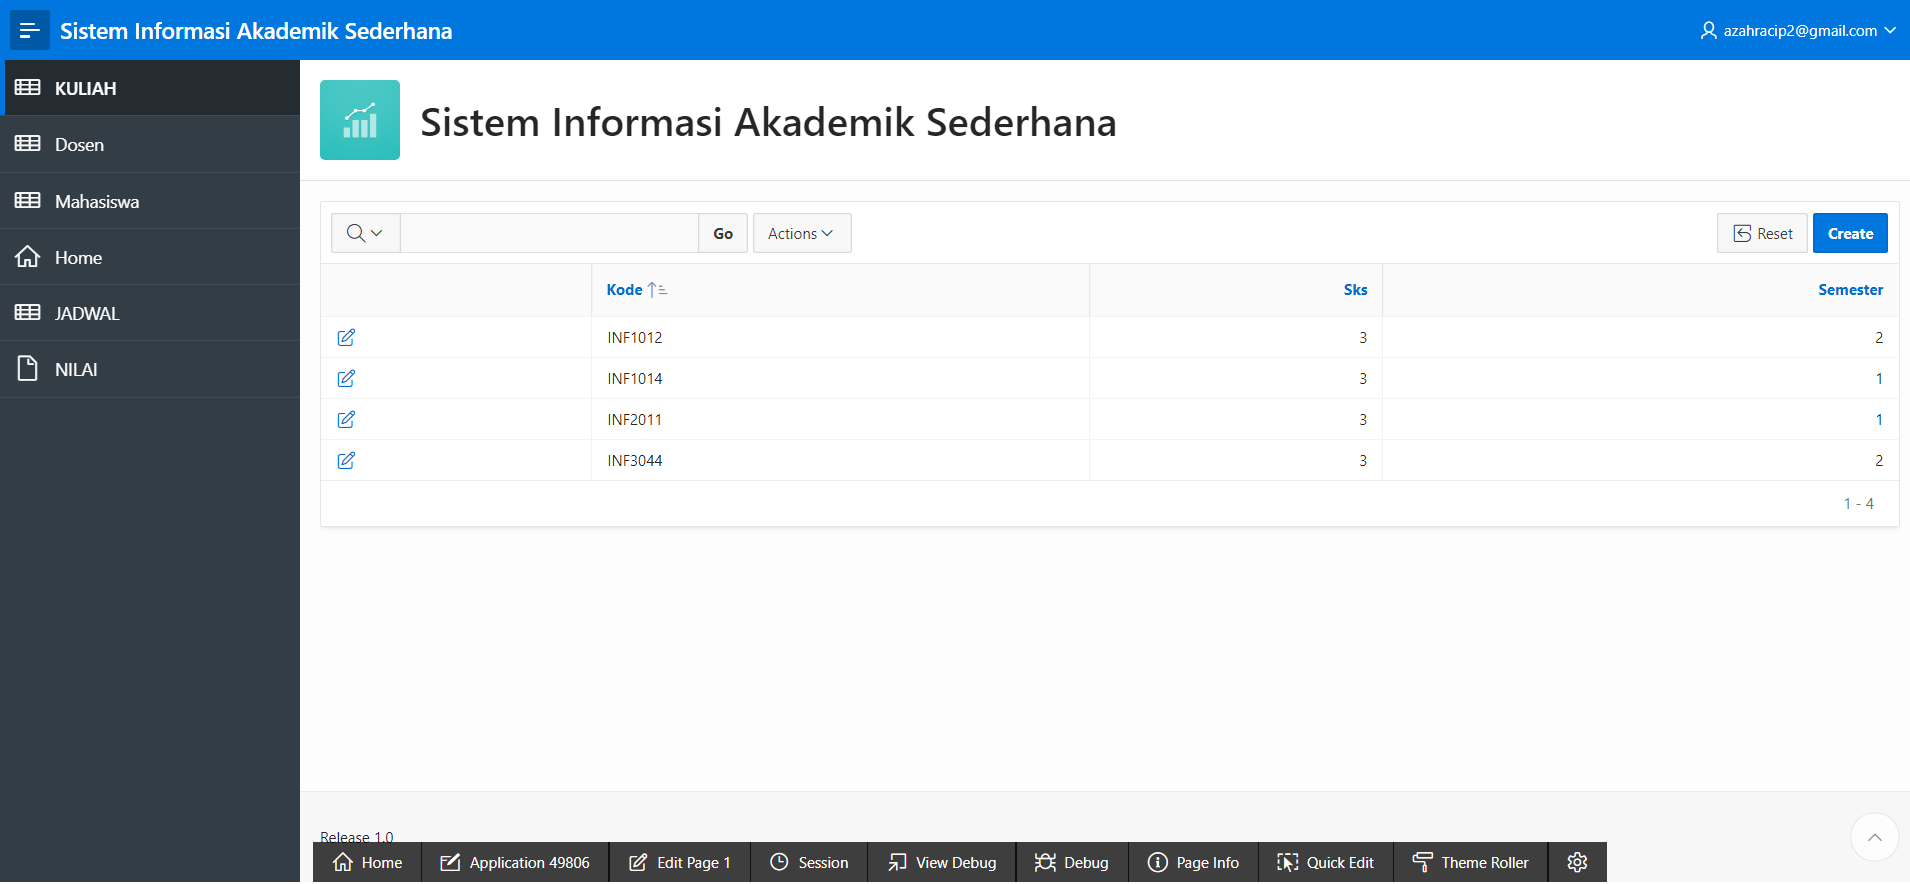 Sistem Informasi Akademik Sederhana
azahracip2@gmail.com
KULIAH
Dosen
Mahasiswa
Home
JADWAL
NILAI
Sistem Informasi Akademik Sederhana
Go Actions Reset Create
Kode Sks Semester
INF1012 3 2
INF1014 3 1
INF2011 3 1
INF3044 3 2
1 - 4
Release 1.0
Home Application 49806 Edit Page 1 Session View Debug Debug Page Info Quick Edit Theme Roller